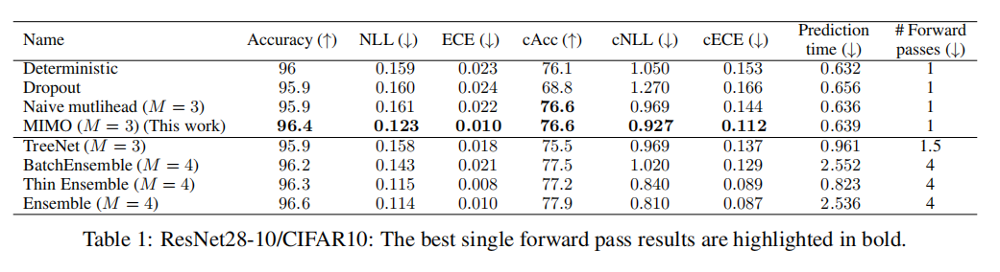 Name Accuracy (↑) NLL (↓) ECE (↓) cAcc (↑) cNLL (↓) cECE (↓) Prediction time (↓) # Forward passes (↓)
Deterministic 96 0.159 0.023 76.1 1.050 0.153 0.632 1
Dropout 95.9 0.160 0.024 68.8 1.270 0.166 0.656 1
Naive mutlihead (M = 3) 95.9 0.161 0.022 76.6 0.969 0.144 0.636 1
MIMO (M = 3) (This work) 96.4 0.123 0.010 76.6 0.927 0.112 0.639 1
TreeNet (M = 3) 95.9 0.158 0.018 75.5 0.969 0.137 0.961 1.5
BatchEnsemble (M = 4) 96.2 0.143 0.021 77.5 1.020 0.129 2.552 4
Thin Ensemble (M = 4) 96.3 0.115 0.008 77.2 0.840 0.089 0.823 4
Ensemble (M = 4) 96.6 0.114 0.010 77.9 0.810 0.087 2.536 4
Table 1: ResNet28-10/CIFAR10: The best single forward pass results are highlighted in bold.